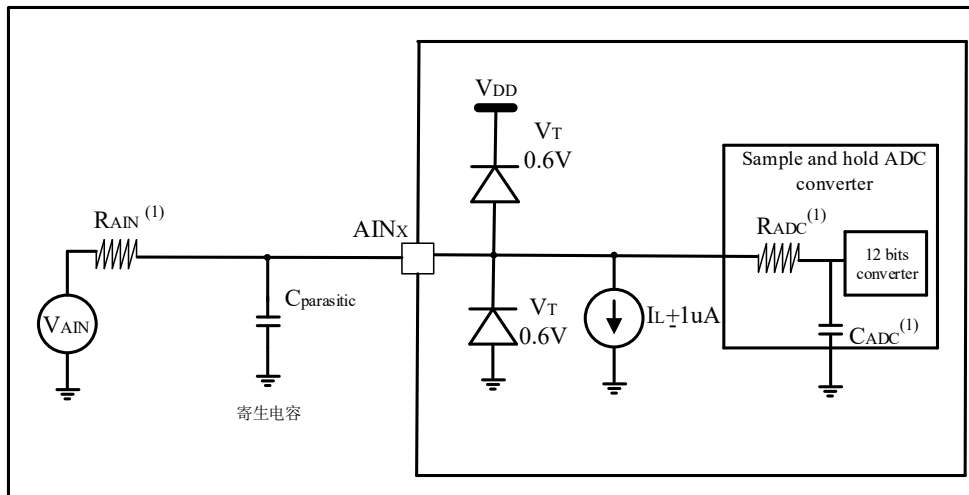 VDD
VT
0.6V
Sample and hold ADC
converter
RAIN (1)
AINX
RADC(1)
12 bits
converter
Cparasitic
VAIN
VT
0.6V
IL±1uA
CADC(1)
寄生电容